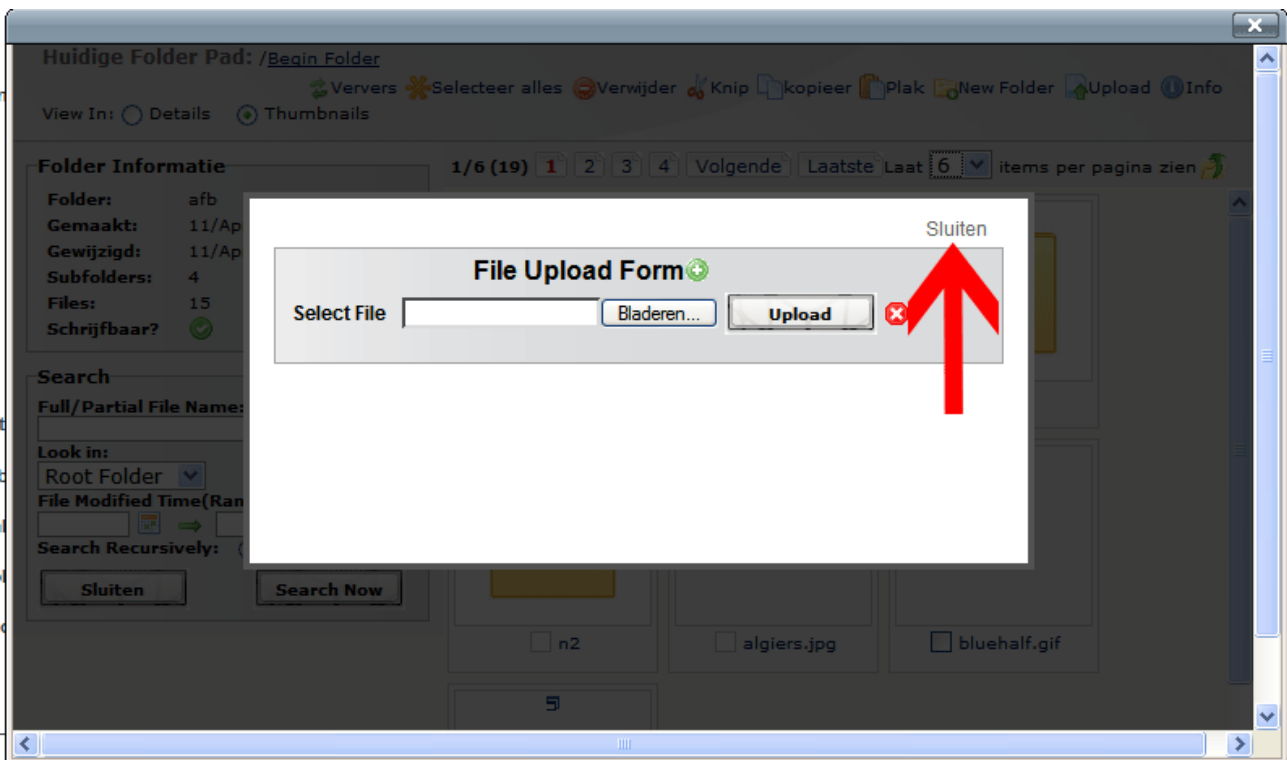 Huidige Folder Pad: /Begin Folder
Ververs Selecteer alles Verwijder Knip kopieer Plak New Folder Upload Info
View In: Details Thumbnails
Folder Informatie
1/6 (19) 1 2 3 4 Volgende Laatste Laat 6 items per pagina zien
Folder: afb
Gemaakt: 11/Ap
Gewijzigd: 11/Ap
Subfolders: 4
Files: 15
Schrijfbaar?
Sluiten
File Upload Form
Select File Bladeren... Upload
Search
Full/Partial File Name:
Look in:
Root Folder
File Modified Time(Ran
Search Recursively:
Sluiten Search Now
n2 algiers.jpg bluehalf.gif